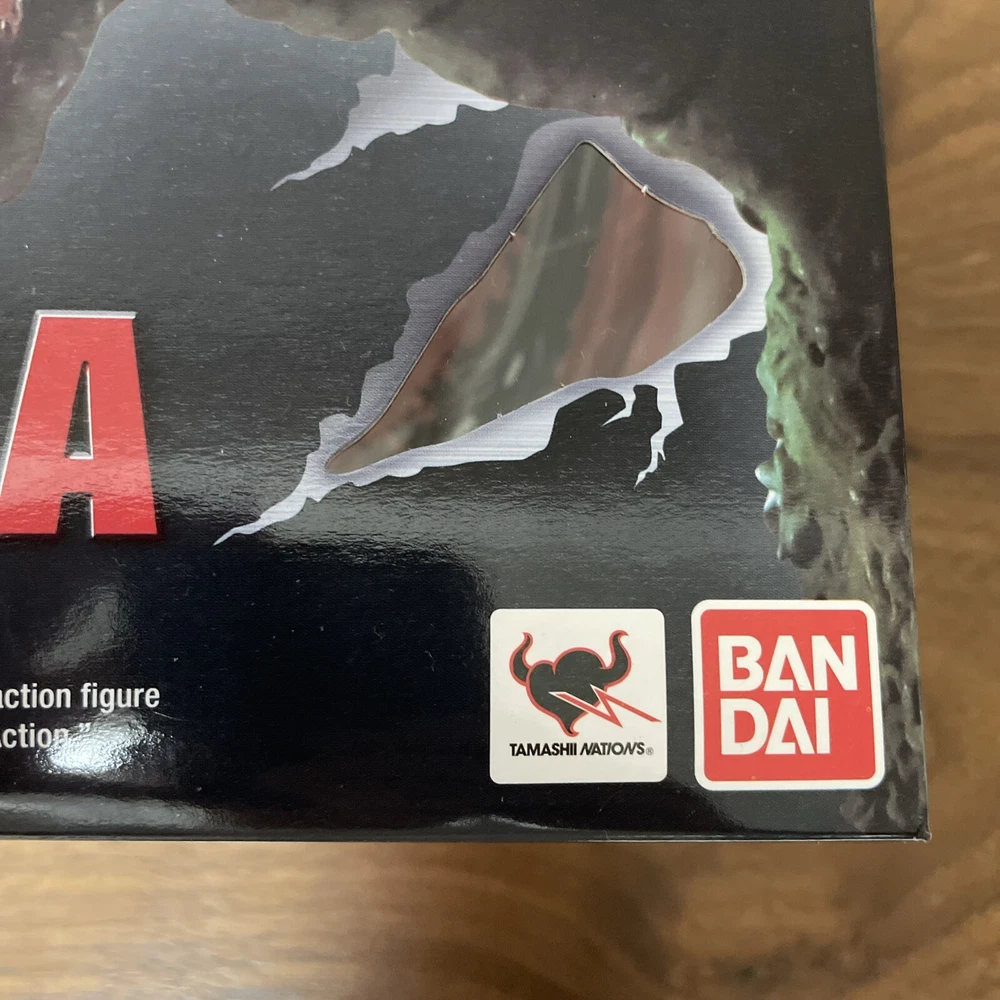 A
action figure
Action."
TAMASHII NATIONS®
BAN
DAI